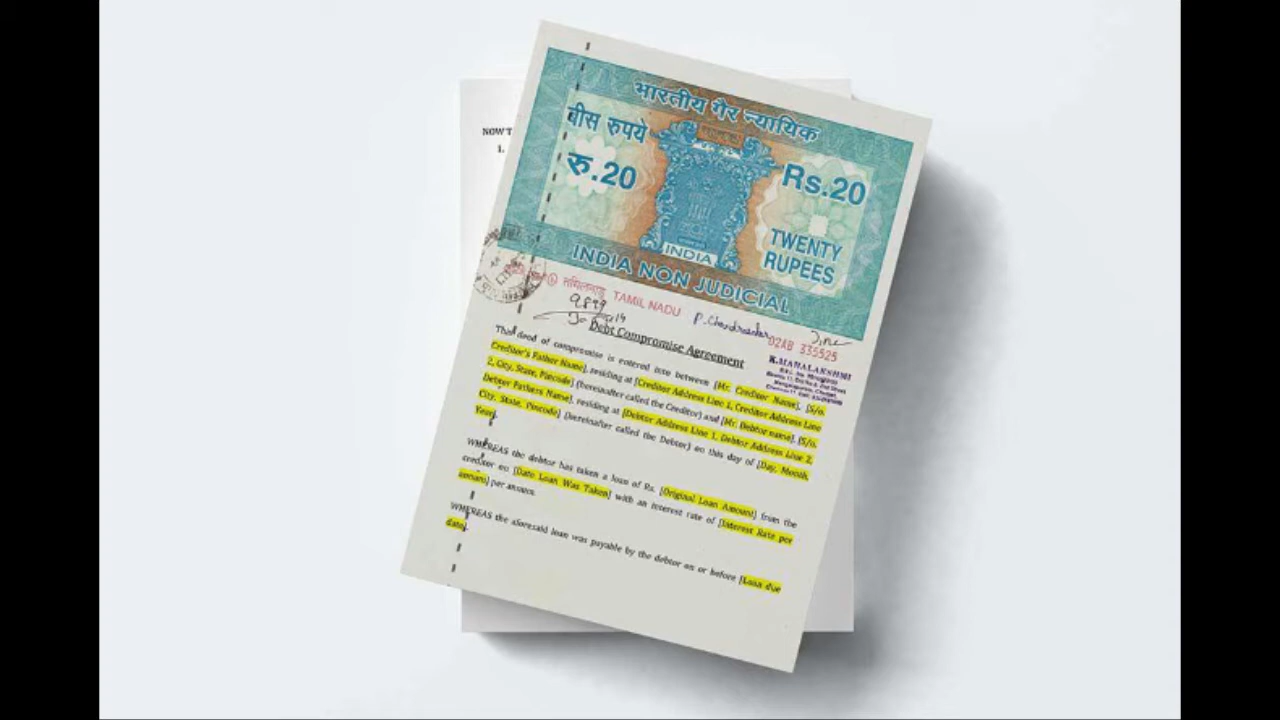 NOW T
1.
भारतीय गैर न्यायिक
बीस रुपये
रु.20
Rs.20
TWENTY
RUPEES
INDIA
INDIA NON JUDICIAL
तमिलनाडु TAMIL NADU
02AB 335525
Debt Compromise Agreement
K.MAHALAKSHMI
This deed of compromise is entered into between [Mr. Creditor Name], [S/o.
Creditor's Father Name], residing at [Creditor Address Line 1, Creditor Address Line
2, City, State, Pincode] (hereinafter called the Creditor) and [Mr. Debtor name], [S/o.
Debtor Fathers Name], residing at [Debtor Address Line 1, Debtor Address Line 2,
City, State, Pincode] (hereinafter called the Debtor) on this day of [Day, Month,
Year].
WHEREAS the debtor has taken a loan of Rs. [Original Loan Amount] from the
creditor on [Date Loan Was Taken] with an interest rate of [Interest Rate per
annum] per annum.
WHEREAS the aforesaid loan was payable by the debtor on or before [Loan due
date].